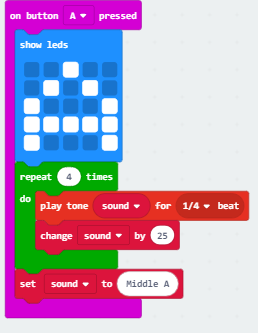 on button A pressed
show leds
repeat 4 times
do play tone sound for 1/4 beat
change sound by 25
set sound to Middle A